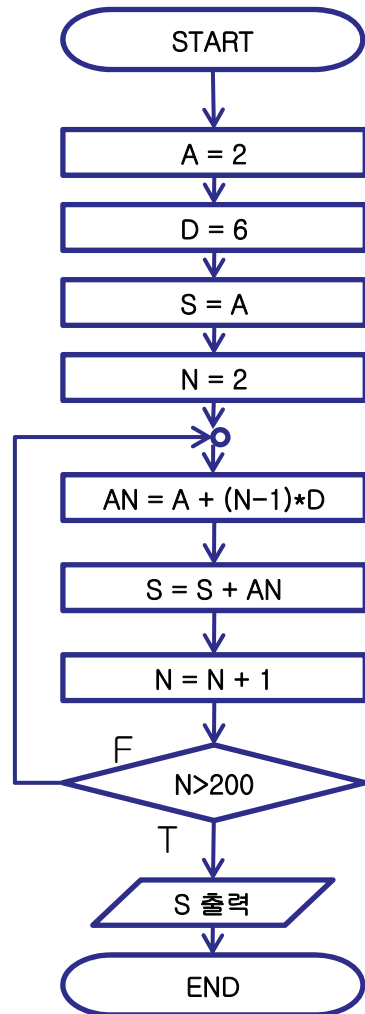 START
A = 2
D = 6
S = A
N = 2
AN = A + (N-1)*D
S = S + AN
N = N + 1
F
N>200
T
S 출력
END